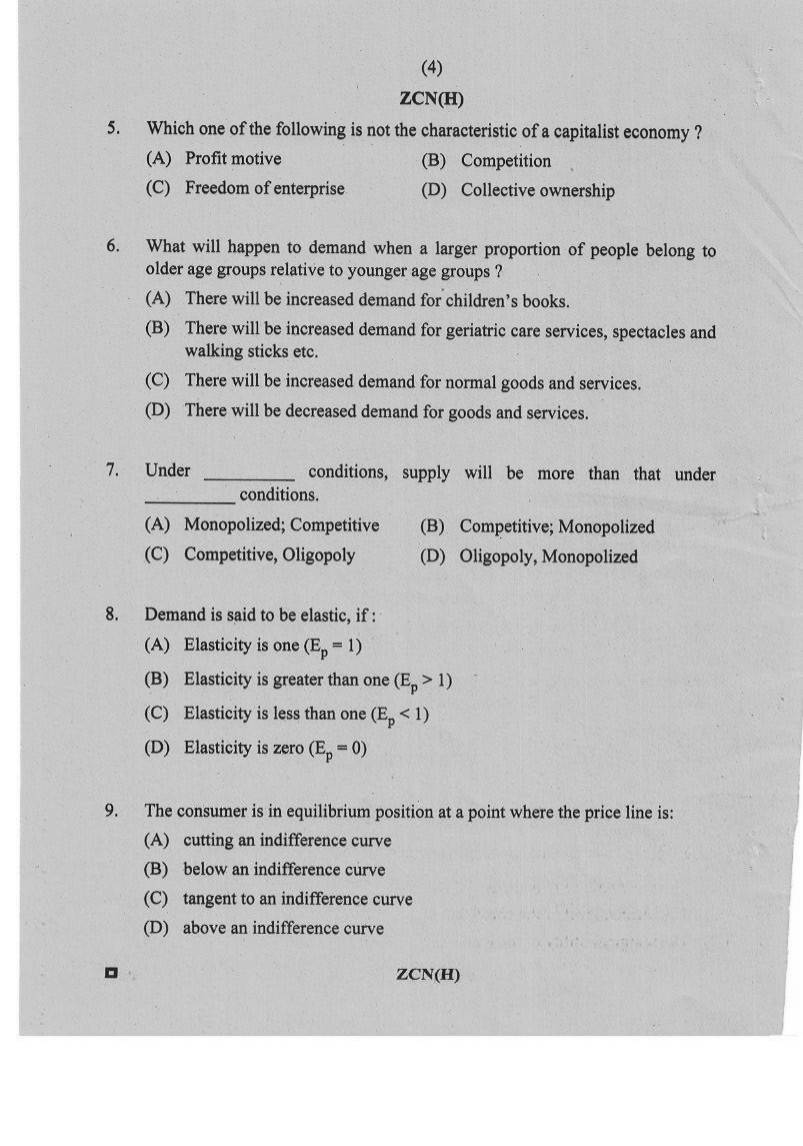 (4)
ZCN(H)
5. Which one of the following is not the characteristic of a capitalist economy ?
(A) Profit motive (B) Competition
(C) Freedom of enterprise (D) Collective ownership
6. What will happen to demand when a larger proportion of people belong to
older age groups relative to younger age groups ?
(A) There will be increased demand for children's books.
(B) There will be increased demand for geriatric care services, spectacles and
walking sticks etc.
(C) There will be increased demand for normal goods and services.
(D) There will be decreased demand for goods and services.
7. Under __________ conditions, supply will be more than that under
__________ conditions.
(A) Monopolized; Competitive (B) Competitive; Monopolized
(C) Competitive, Oligopoly (D) Oligopoly, Monopolized
8. Demand is said to be elastic, if :
(A) Elasticity is one (Ep = 1)
(B) Elasticity is greater than one (Ep > 1)
(C) Elasticity is less than one (Ep < 1)
(D) Elasticity is zero (Ep = 0)
9. The consumer is in equilibrium position at a point where the price line is:
(A) cutting an indifference curve
(B) below an indifference curve
(C) tangent to an indifference curve
(D) above an indifference curve
ZCN(H)